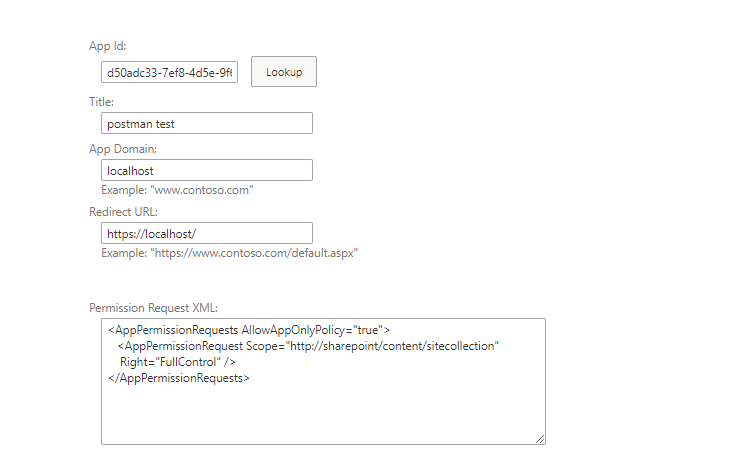 App Id:
d50adc33-7ef8-4d5e-9f6
Lookup
Title:
postman test
App Domain:
localhost
Example: "www.contoso.com"
Redirect URL:
https://localhost/
Example: "https://www.contoso.com/default.aspx"
Permission Request XML:
<AppPermissionRequests AllowAppOnlyPolicy="true">
<AppPermissionRequest Scope="http://sharepoint/content/sitecollection"
Right="FullControl" />
</AppPermissionRequests>